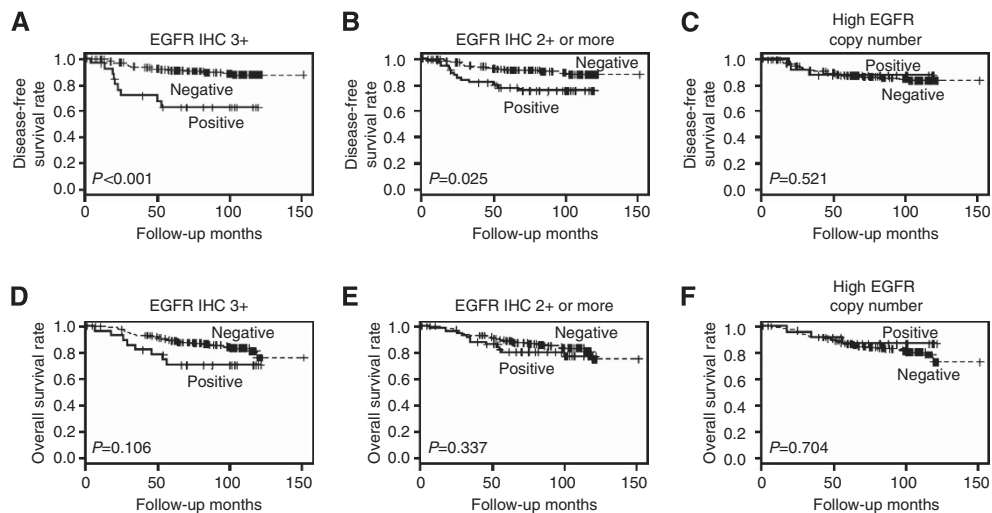 A
EGFR IHC 3+
Disease-free
survival rate
1.0
0.8
0.6
0.4
0.2
0.0
Negative
Positive
P<0.001
0
50
100
150
Follow-up months
B
EGFR IHC 2+ or more
Disease-free
survival rate
1.0
0.8
0.6
0.4
0.2
0.0
Negative
Positive
P=0.025
0
50
100
150
Follow-up months
C
High EGFR
copy number
Disease-free
survival rate
1.0
0.8
0.6
0.4
0.2
0.0
Positive
Negative
P=0.521
0
50
100
150
Follow-up months
D
EGFR IHC 3+
Overall survival rate
1.0
0.8
0.6
0.4
0.2
0.0
Negative
Positive
P=0.106
0
50
100
150
Follow-up months
E
EGFR IHC 2+ or more
Overall survival rate
1.0
0.8
0.6
0.4
0.2
0.0
Negative
Positive
P=0.337
0
50
100
150
Follow-up months
F
High EGFR
copy number
Overall survival rate
1.0
0.8
0.6
0.4
0.2
0.0
Positive
Negative
P=0.704
0
50
100
150
Follow-up months